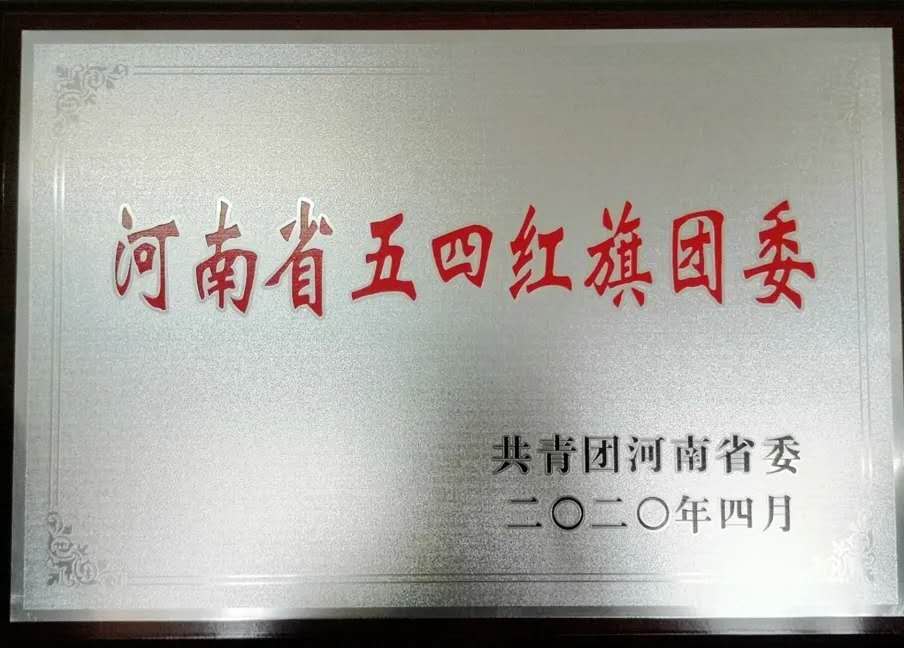 河南省五四红旗团委
共青团河南省委
二〇二〇年四月